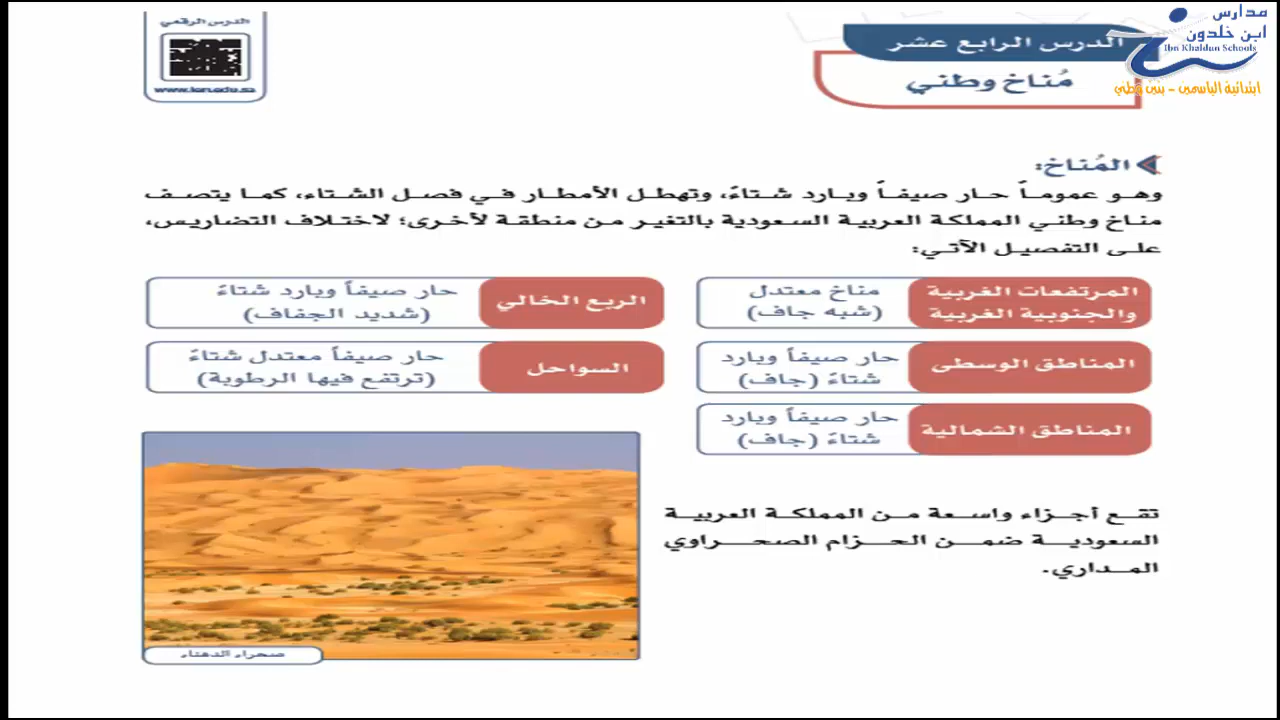 مدارس
ابن خلدون
Ibn Khaldun Schools
ابتدائية الياسمين - بنين وطني
الدرس الرابع عشر
مُناخ وطني
الدرس الرقمي
www.ien.edu.sa
المُناخ:
وهو عموماً حار صيفاً وبارد شتاءً، وتهطل الأمطار في فصل الشتاء، كما يتصف
مناخ وطني المملكة العربية السعودية بالتغير من منطقة لأخرى؛ لاختلاف التضاريس،
على التفصيل الآتي:
المرتفعات الغربية
والجنوبية الغربية
مناخ معتدل
(شبه جاف)
الربع الخالي
حار صيفاً وبارد شتاءً
(شديد الجفاف)
المناطق الوسطى
حار صيفاً وبارد
شتاءً (جاف)
السواحل
حار صيفاً معتدل شتاءً
(ترتفع فيها الرطوبة)
المناطق الشمالية
حار صيفاً وبارد
شتاءً (جاف)
تقع أجزاء واسعة من المملكة العربية
السعودية ضمن الحزام الصحراوي
المداري.
صحراء الدهناء